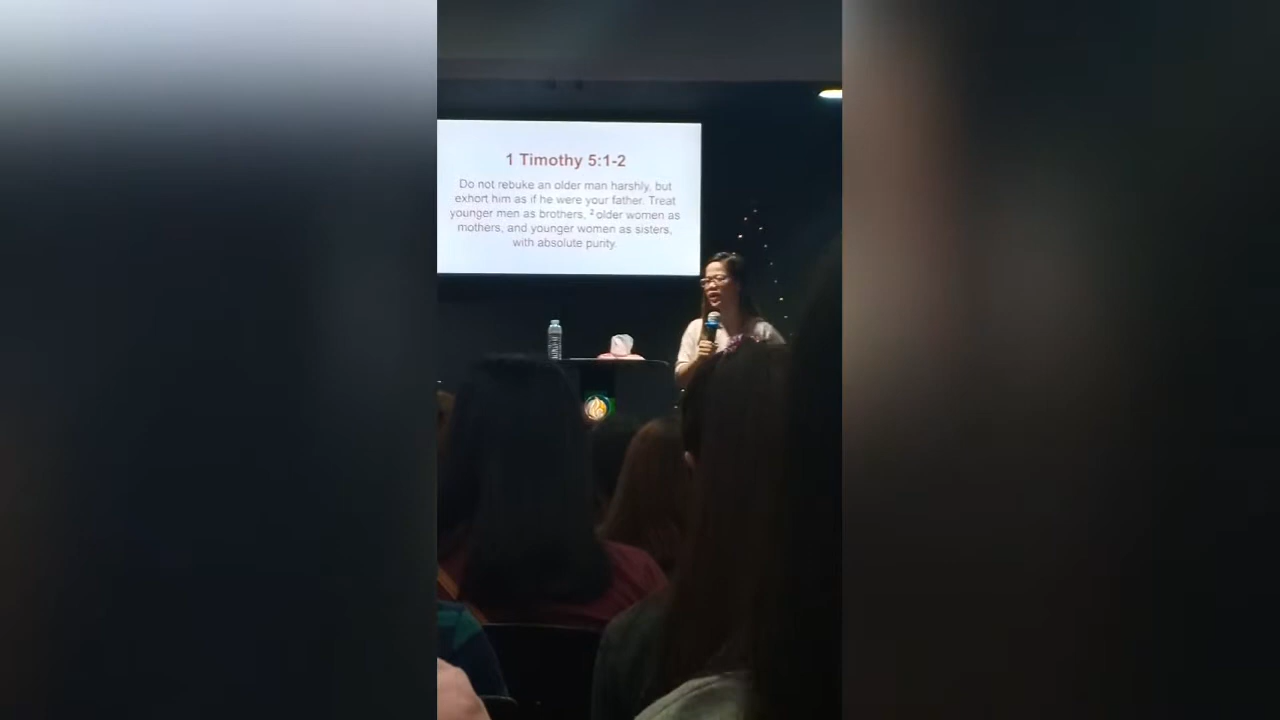 1 Timothy 5:1-2
Do not rebuke an older man harshly, but
exhort him as if he were your father. Treat
younger men as brothers, ² older women as
mothers, and younger women as sisters,
with absolute purity.